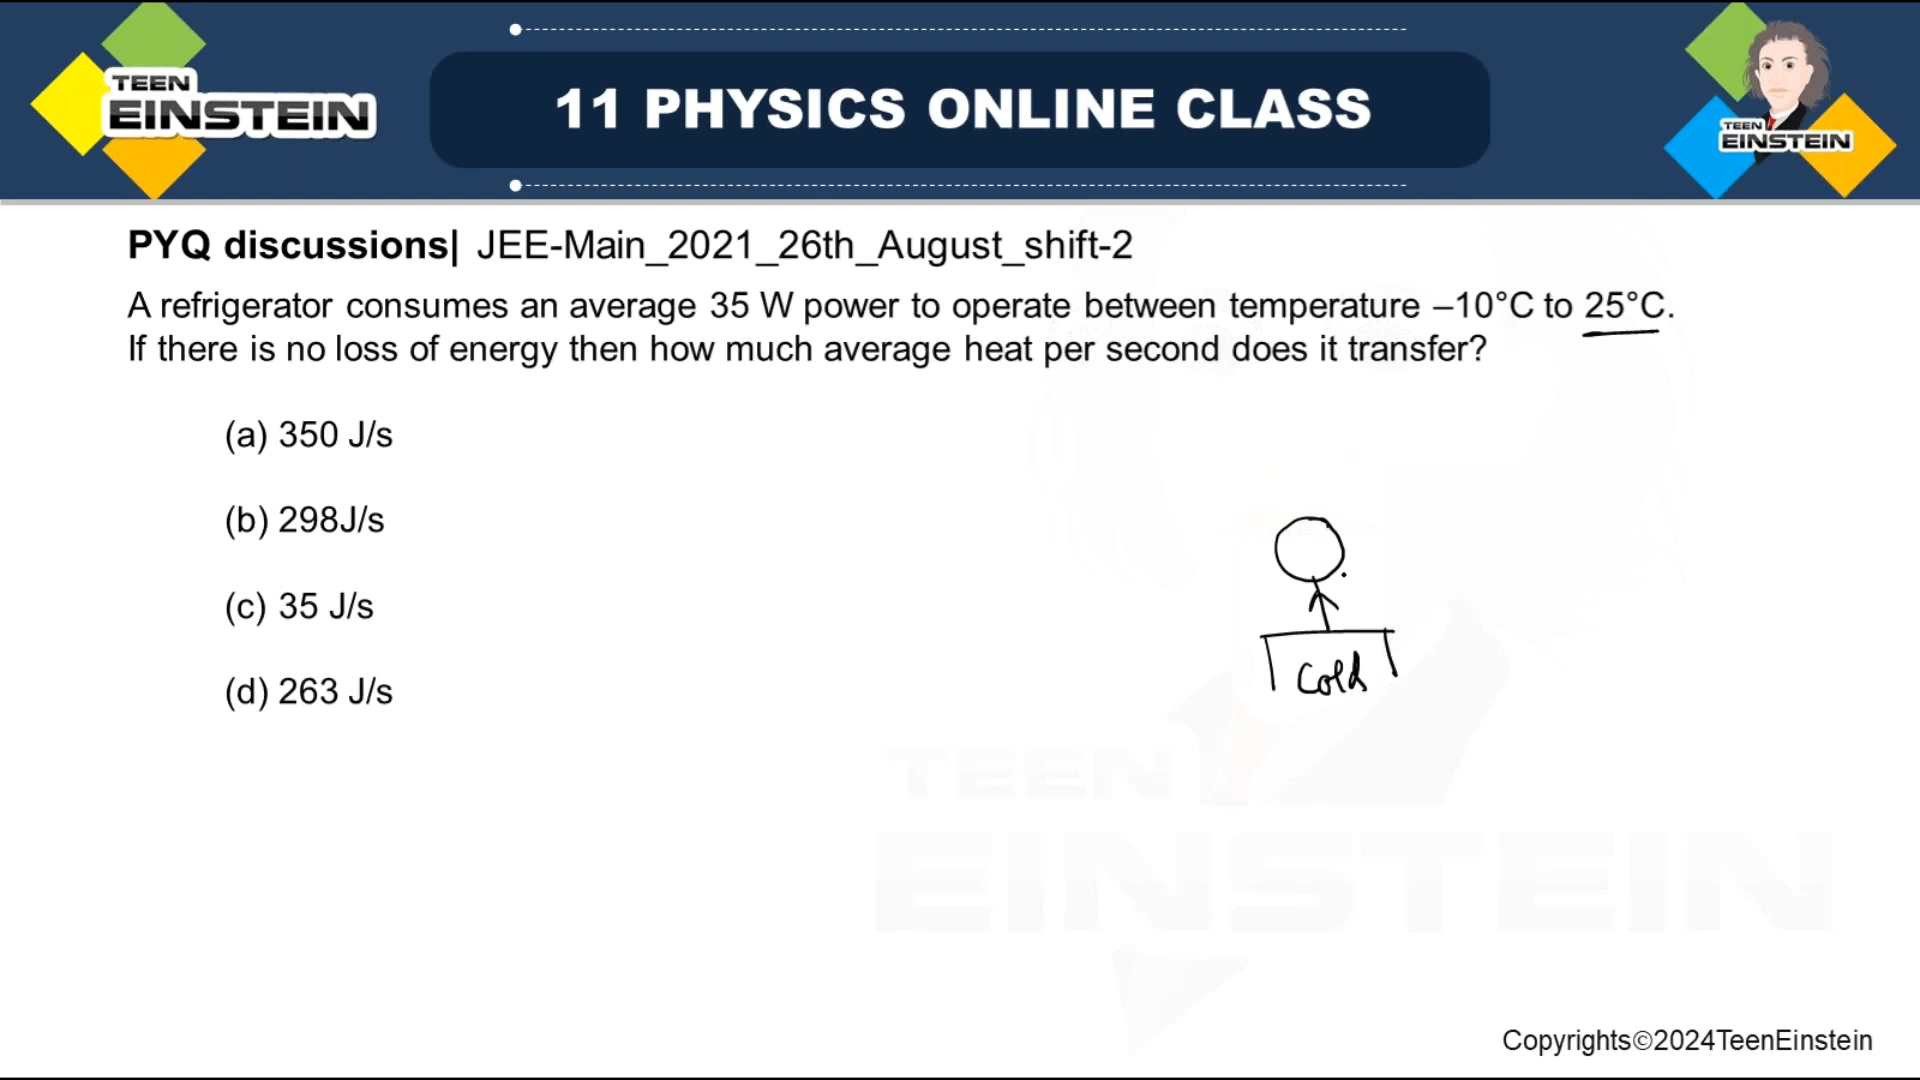 TEEN
EINSTEIN
11 PHYSICS ONLINE CLASS
TEEN
EINSTEIN
PYQ discussions| JEE-Main_2021_26th_August_shift-2
A refrigerator consumes an average 35 W power to operate between temperature –10°C to 25°C.
If there is no loss of energy then how much average heat per second does it transfer?
(a) 350 J/s
(b) 298J/s
(c) 35 J/s
(d) 263 J/s
Cold
TEEN
EINSTEIN
Copyrights©2024TeenEinstein